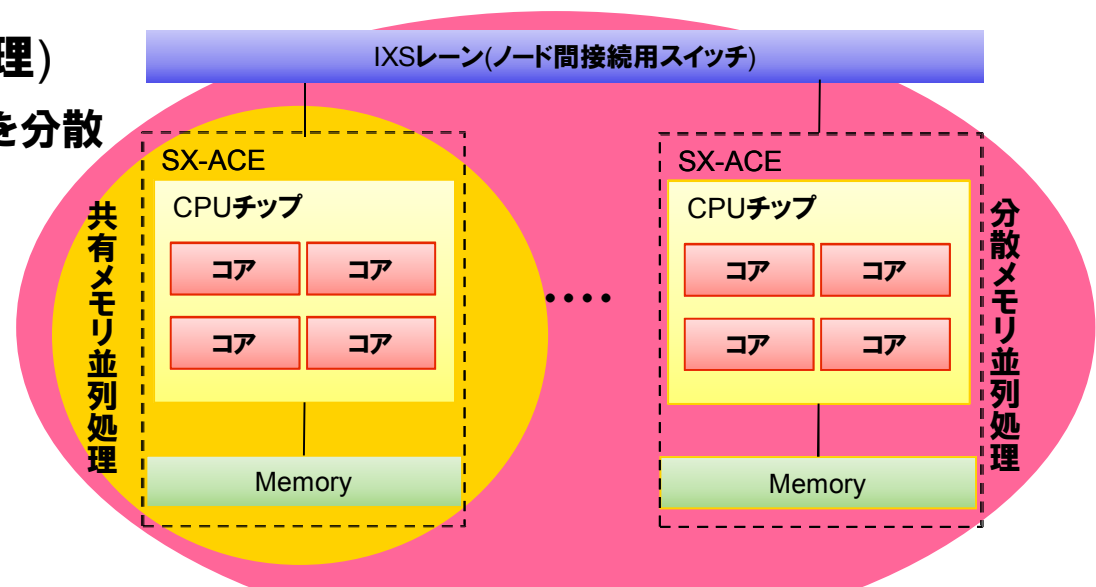 理)
を分散
IXSレーン(ノード間接続用スイッチ)
共有メモリ並列処理
SX-ACE
CPUチップ
コア
コア
コア
コア
Memory
....
SX-ACE
CPUチップ
コア
コア
コア
コア
Memory
分散メモリ並列処理